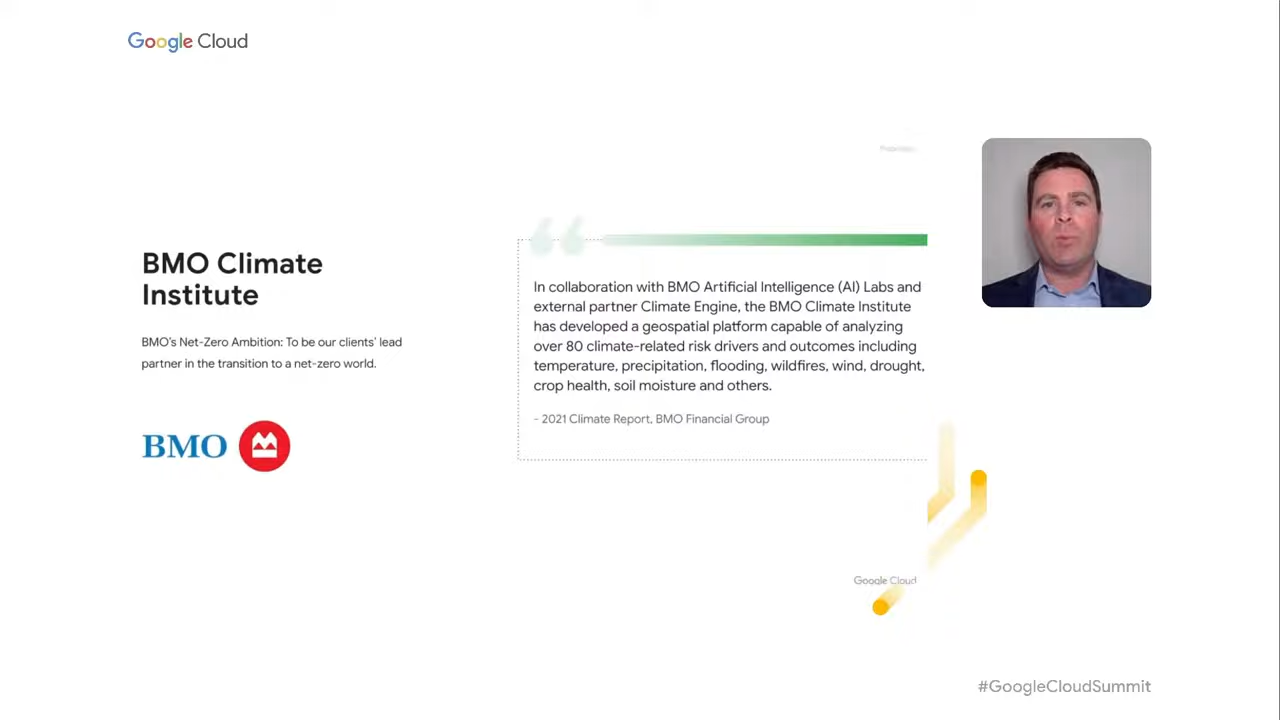 Google Cloud
BMO Climate
Institute
BMO's Net-Zero Ambition: To be our clients' lead
partner in the transition to a net-zero world.
BMO
In collaboration with BMO Artificial Intelligence (AI) Labs and
external partner Climate Engine, the BMO Climate Institute
has developed a geospatial platform capable of analyzing
over 80 climate-related risk drivers and outcomes including
temperature, precipitation, flooding, wildfires, wind, drought,
crop health, soil moisture and others.
- 2021 Climate Report, BMO Financial Group
Google Cloud
#GoogleCloudSummit